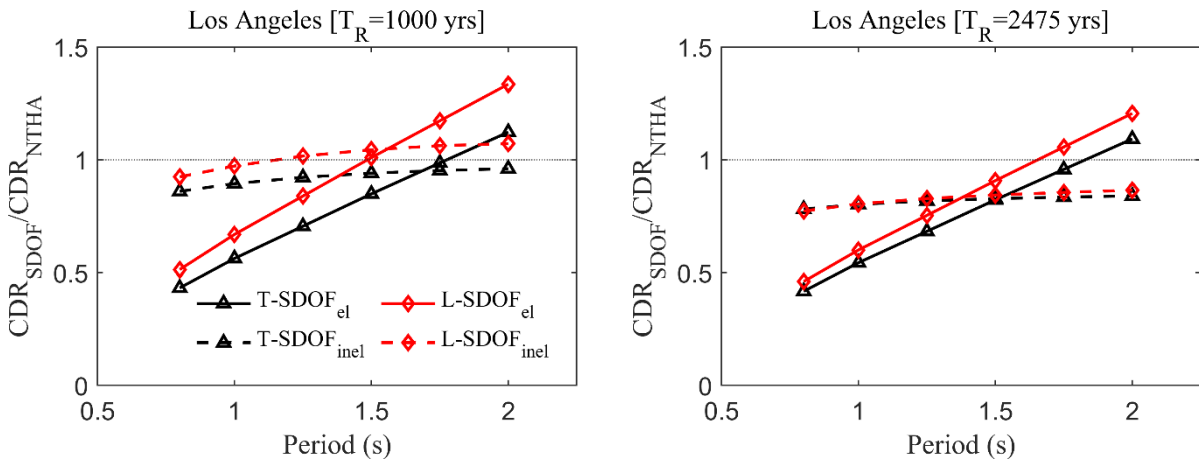 Los Angeles [T_R=1000 yrs]
CDR_SDOF/CDR_NTHA
1.5
1
0.5
0
T-SDOF_el
L-SDOF_el
T-SDOF_inel
L-SDOF_inel
0.5 1 1.5 2
Period (s)
Los Angeles [T_R=2475 yrs]
CDR_SDOF/CDR_NTHA
1.5
1
0.5
0
0.5 1 1.5 2
Period (s)